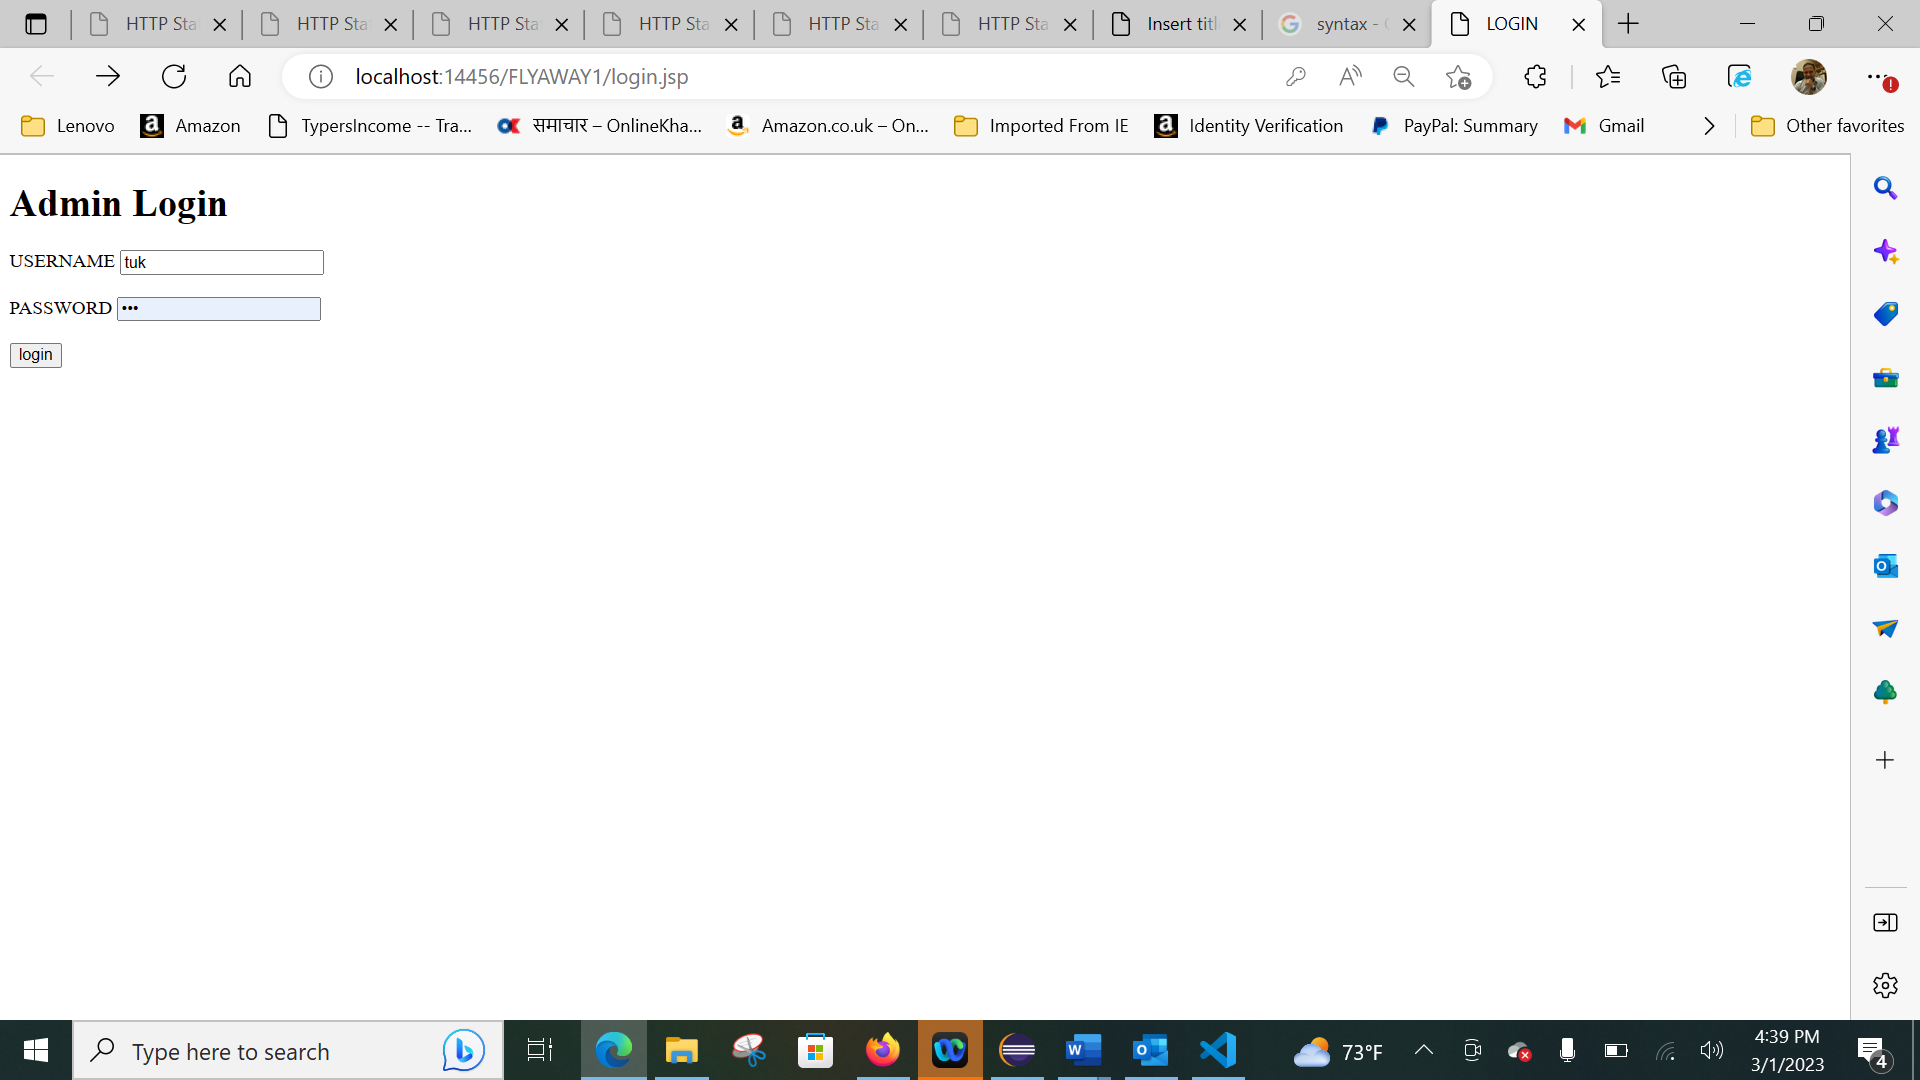 HTTP Sta
HTTP Sta
HTTP Sta
HTTP Sta
HTTP Sta
HTTP Sta
Insert titl
syntax -
LOGIN
localhost:14456/FLYAWAY1/login.jsp
Lenovo
Amazon
TypersIncome -- Tra...
OK
समाचार – OnlineKha...
Amazon.co.uk – On...
Imported From IE
Identity Verification
PayPal: Summary
Gmail
Other favorites
Admin Login
USERNAME tuk
PASSWORD •••
login
Type here to search
73°F
4:39 PM
3/1/2023
4